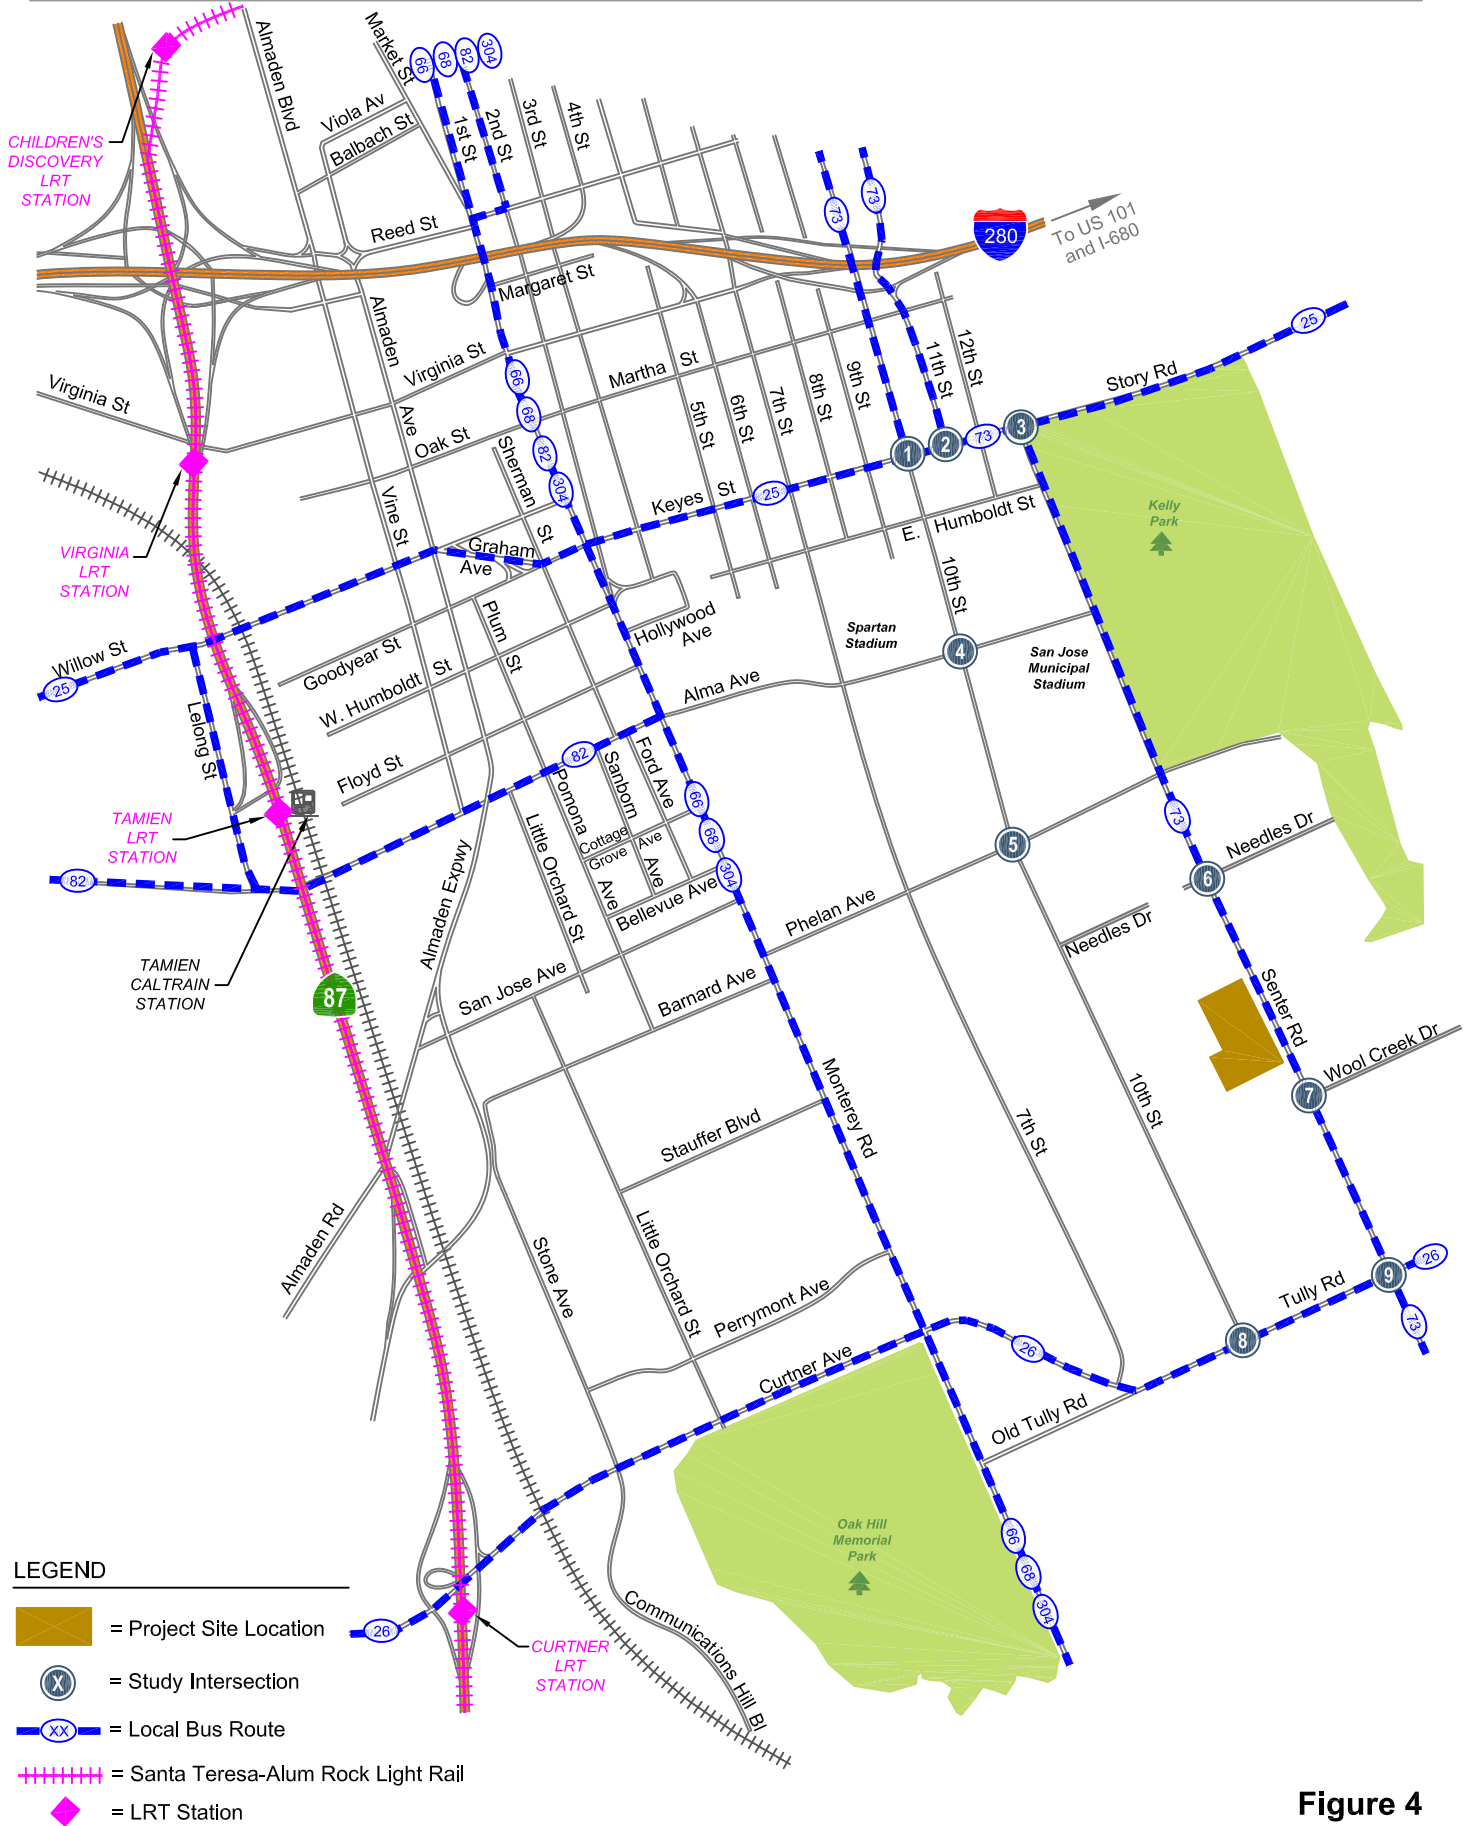 Almaden Blvd
Market St
66
68
82
304
Viola Av
Balbach St
1st St
2nd St
3rd St
4th St
CHILDREN'S
DISCOVERY
LRT
STATION
73
73
280
To US 101
and I-680
Reed St
Margaret St
Almaden
Ave
Virginia St
Virginia St
Martha St
Oak St
Sherman
St
66
68
82
304
5th St
6th St
7th St
8th St
9th St
11th St
12th St
25
Story Rd
1
2
73
3
Keyes St
25
Vine St
Graham
Ave
E. Humboldt St
Kelly
Park
VIRGINIA
LRT
STATION
10th St
Willow St
25
Goodyear St
Plum
St
W. Humboldt St
Hollywood
Ave
Spartan
Stadium
4
San Jose
Municipal
Stadium
Alma Ave
Lelong St
Floyd St
82
Pomona
Ave
Sanborn
Ave
Ford Ave
66
68
304
TAMIEN
LRT
STATION
Little Orchard St
Cottage
Grove Ave
Bellevue Ave
82
Almaden Expwy
Phelan Ave
5
73
6
Needles Dr
Needles Dr
TAMIEN
CALTRAIN
STATION
87
San Jose Ave
Barnard Ave
Senter Rd
7
Wool Creek Dr
Monterey Rd
7th St
10th St
Stauffer Blvd
Almaden Rd
Stone Ave
Little Orchard St
Perrymont Ave
Curtner Ave
26
Old Tully Rd
8
Tully Rd
9
26
73
Oak Hill
Memorial
Park
66
68
304
26
CURTNER
LRT
STATION
Communications Hill Bl
LEGEND
= Project Site Location
X = Study Intersection
XX = Local Bus Route
= Santa Teresa-Alum Rock Light Rail
= LRT Station
Figure 4